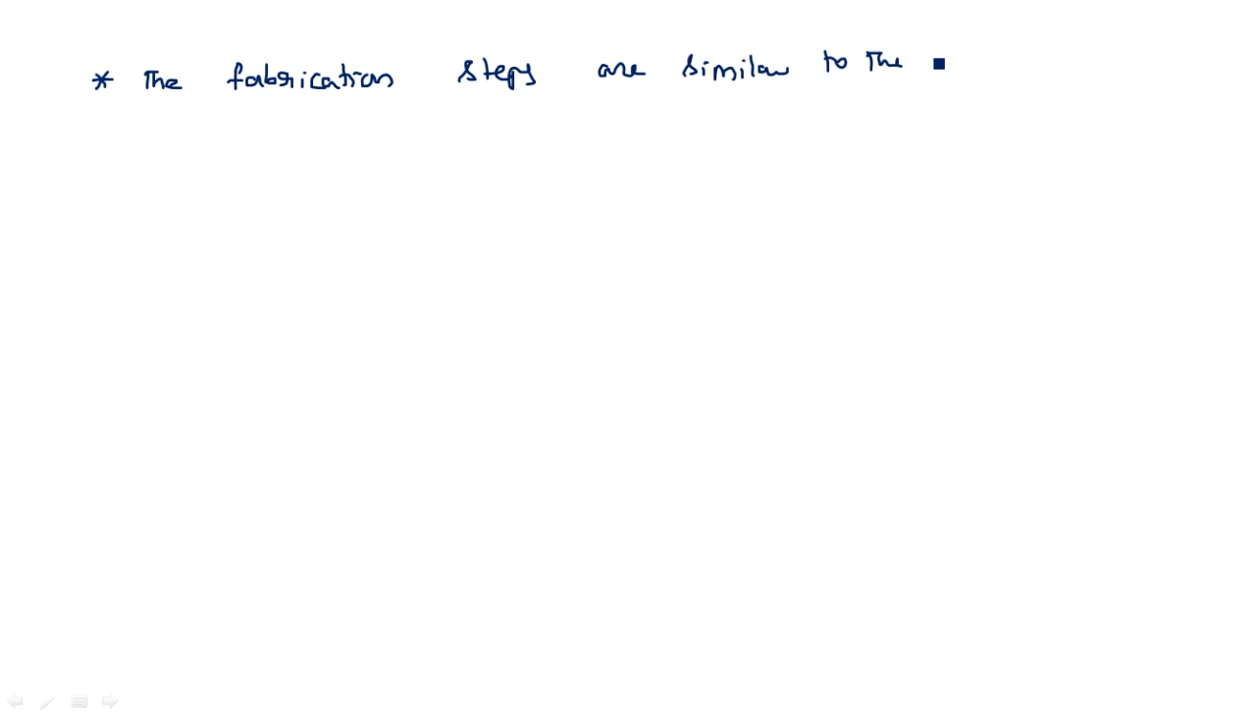 * The fabrication steps are similar to the